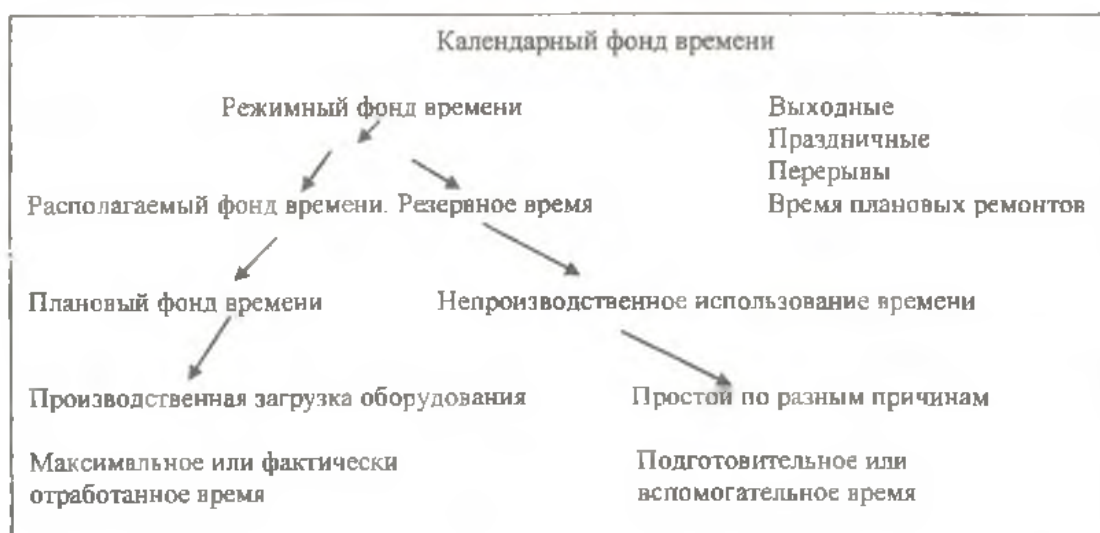 Календарный фонд времени
Режимный фонд времени
Выходные
Праздничные
Перерывы
Располагаемый фонд времени. Резервное время
Время плановых ремонтов
Плановый фонд времени
Непроизводственное использование времени
Производственная загрузка оборудования
Простой по разным причинам
Максимальное или фактически
отработанное время
Подготовительное или
вспомогательное время